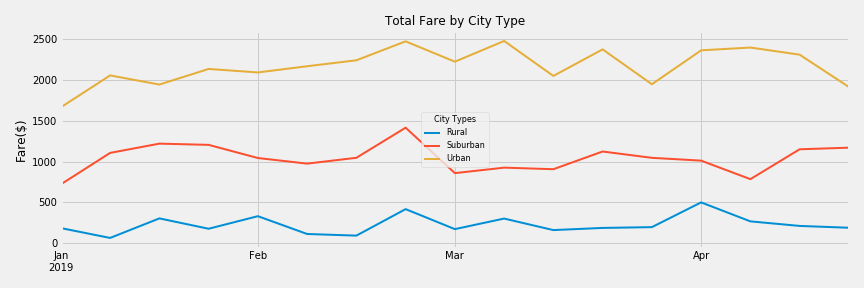 Total Fare by City Type
Fare($)
2500
2000
1500
1000
500
0
City Types
Rural
Suburban
Urban
Jan
2019
Feb
Mar
Apr